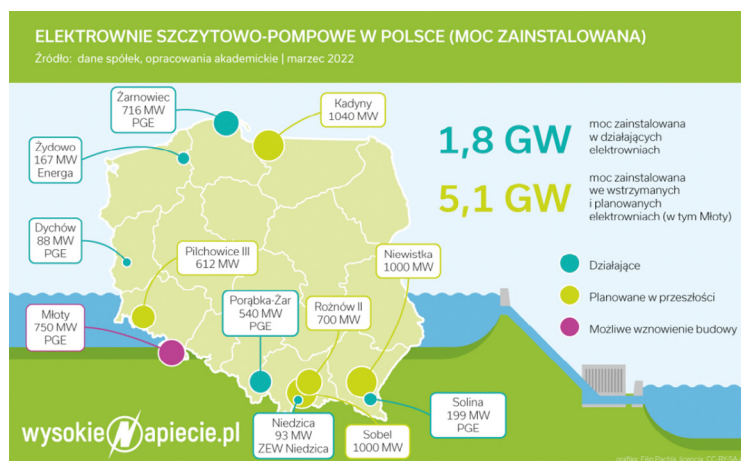 ELEKTROWNIE SZCZYTOWO-POMPOWE W POLSCE (MOC ZAINSTALOWANA)
Źródło: dane spółek, opracowania akademickie | marzec 2022
Żarnowiec
716 MW
PGE
Kadyny
1040 MW
1,8 GW
moc zainstalowana
w działających
elektrowniach
Żydowo
167 MW
Energa
5,1 GW
moc zainstalowana
we wstrzymanych
i planowanych
elektrowniach (w tym Młoty)
Dychów
88 MW
PGE
Pilchowice III
612 MW
Niewistka
1000 MW
Działające
Planowane w przeszłości
Możliwe wznowienie budowy
Młoty
750 MW
PGE
Porąbka-Żar
540 MW
PGE
Rożnów II
700 MW
Solina
199 MW
PGE
Niedzica
93 MW
ZEW Niedzica
Sobel
1000 MW
wysokieNapiecie.pl